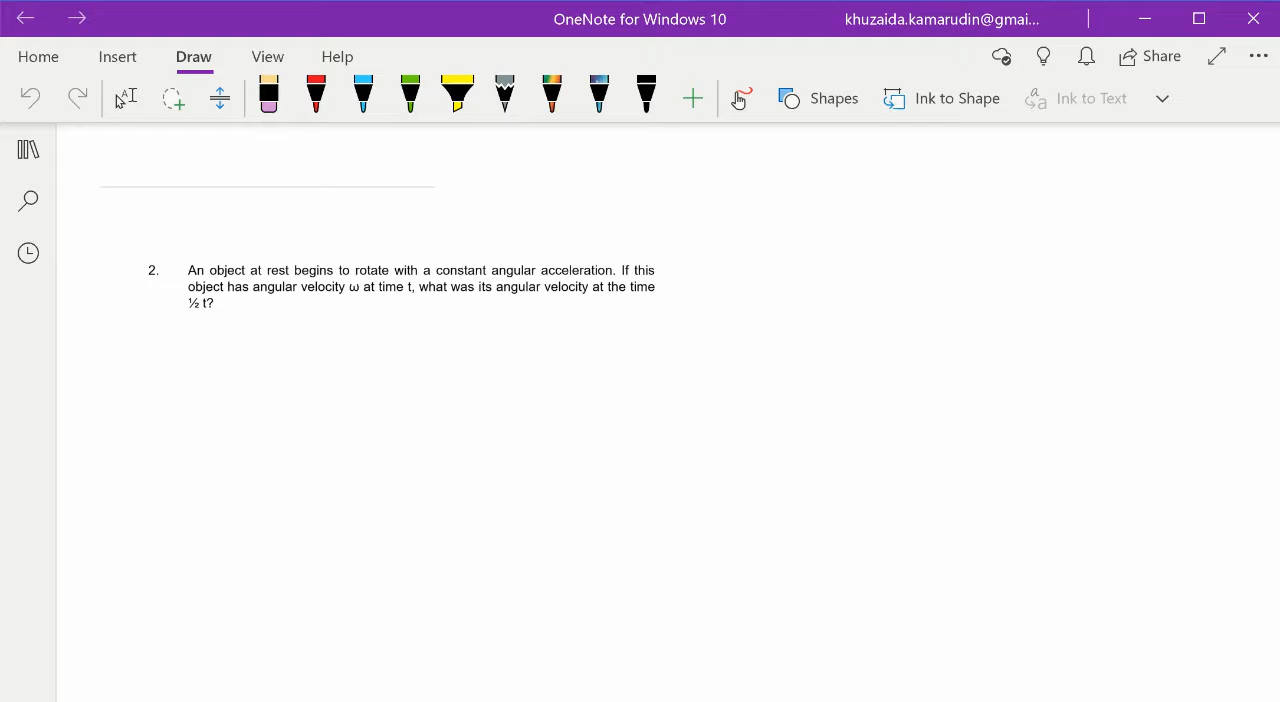 OneNote for Windows 10
khuzaida.kamarudin@gmai...
Home Insert Draw View Help
Share
Shapes Ink to Shape Ink to Text
2. An object at rest begins to rotate with a constant angular acceleration. If this
object has angular velocity ω at time t, what was its angular velocity at the time
½ t?